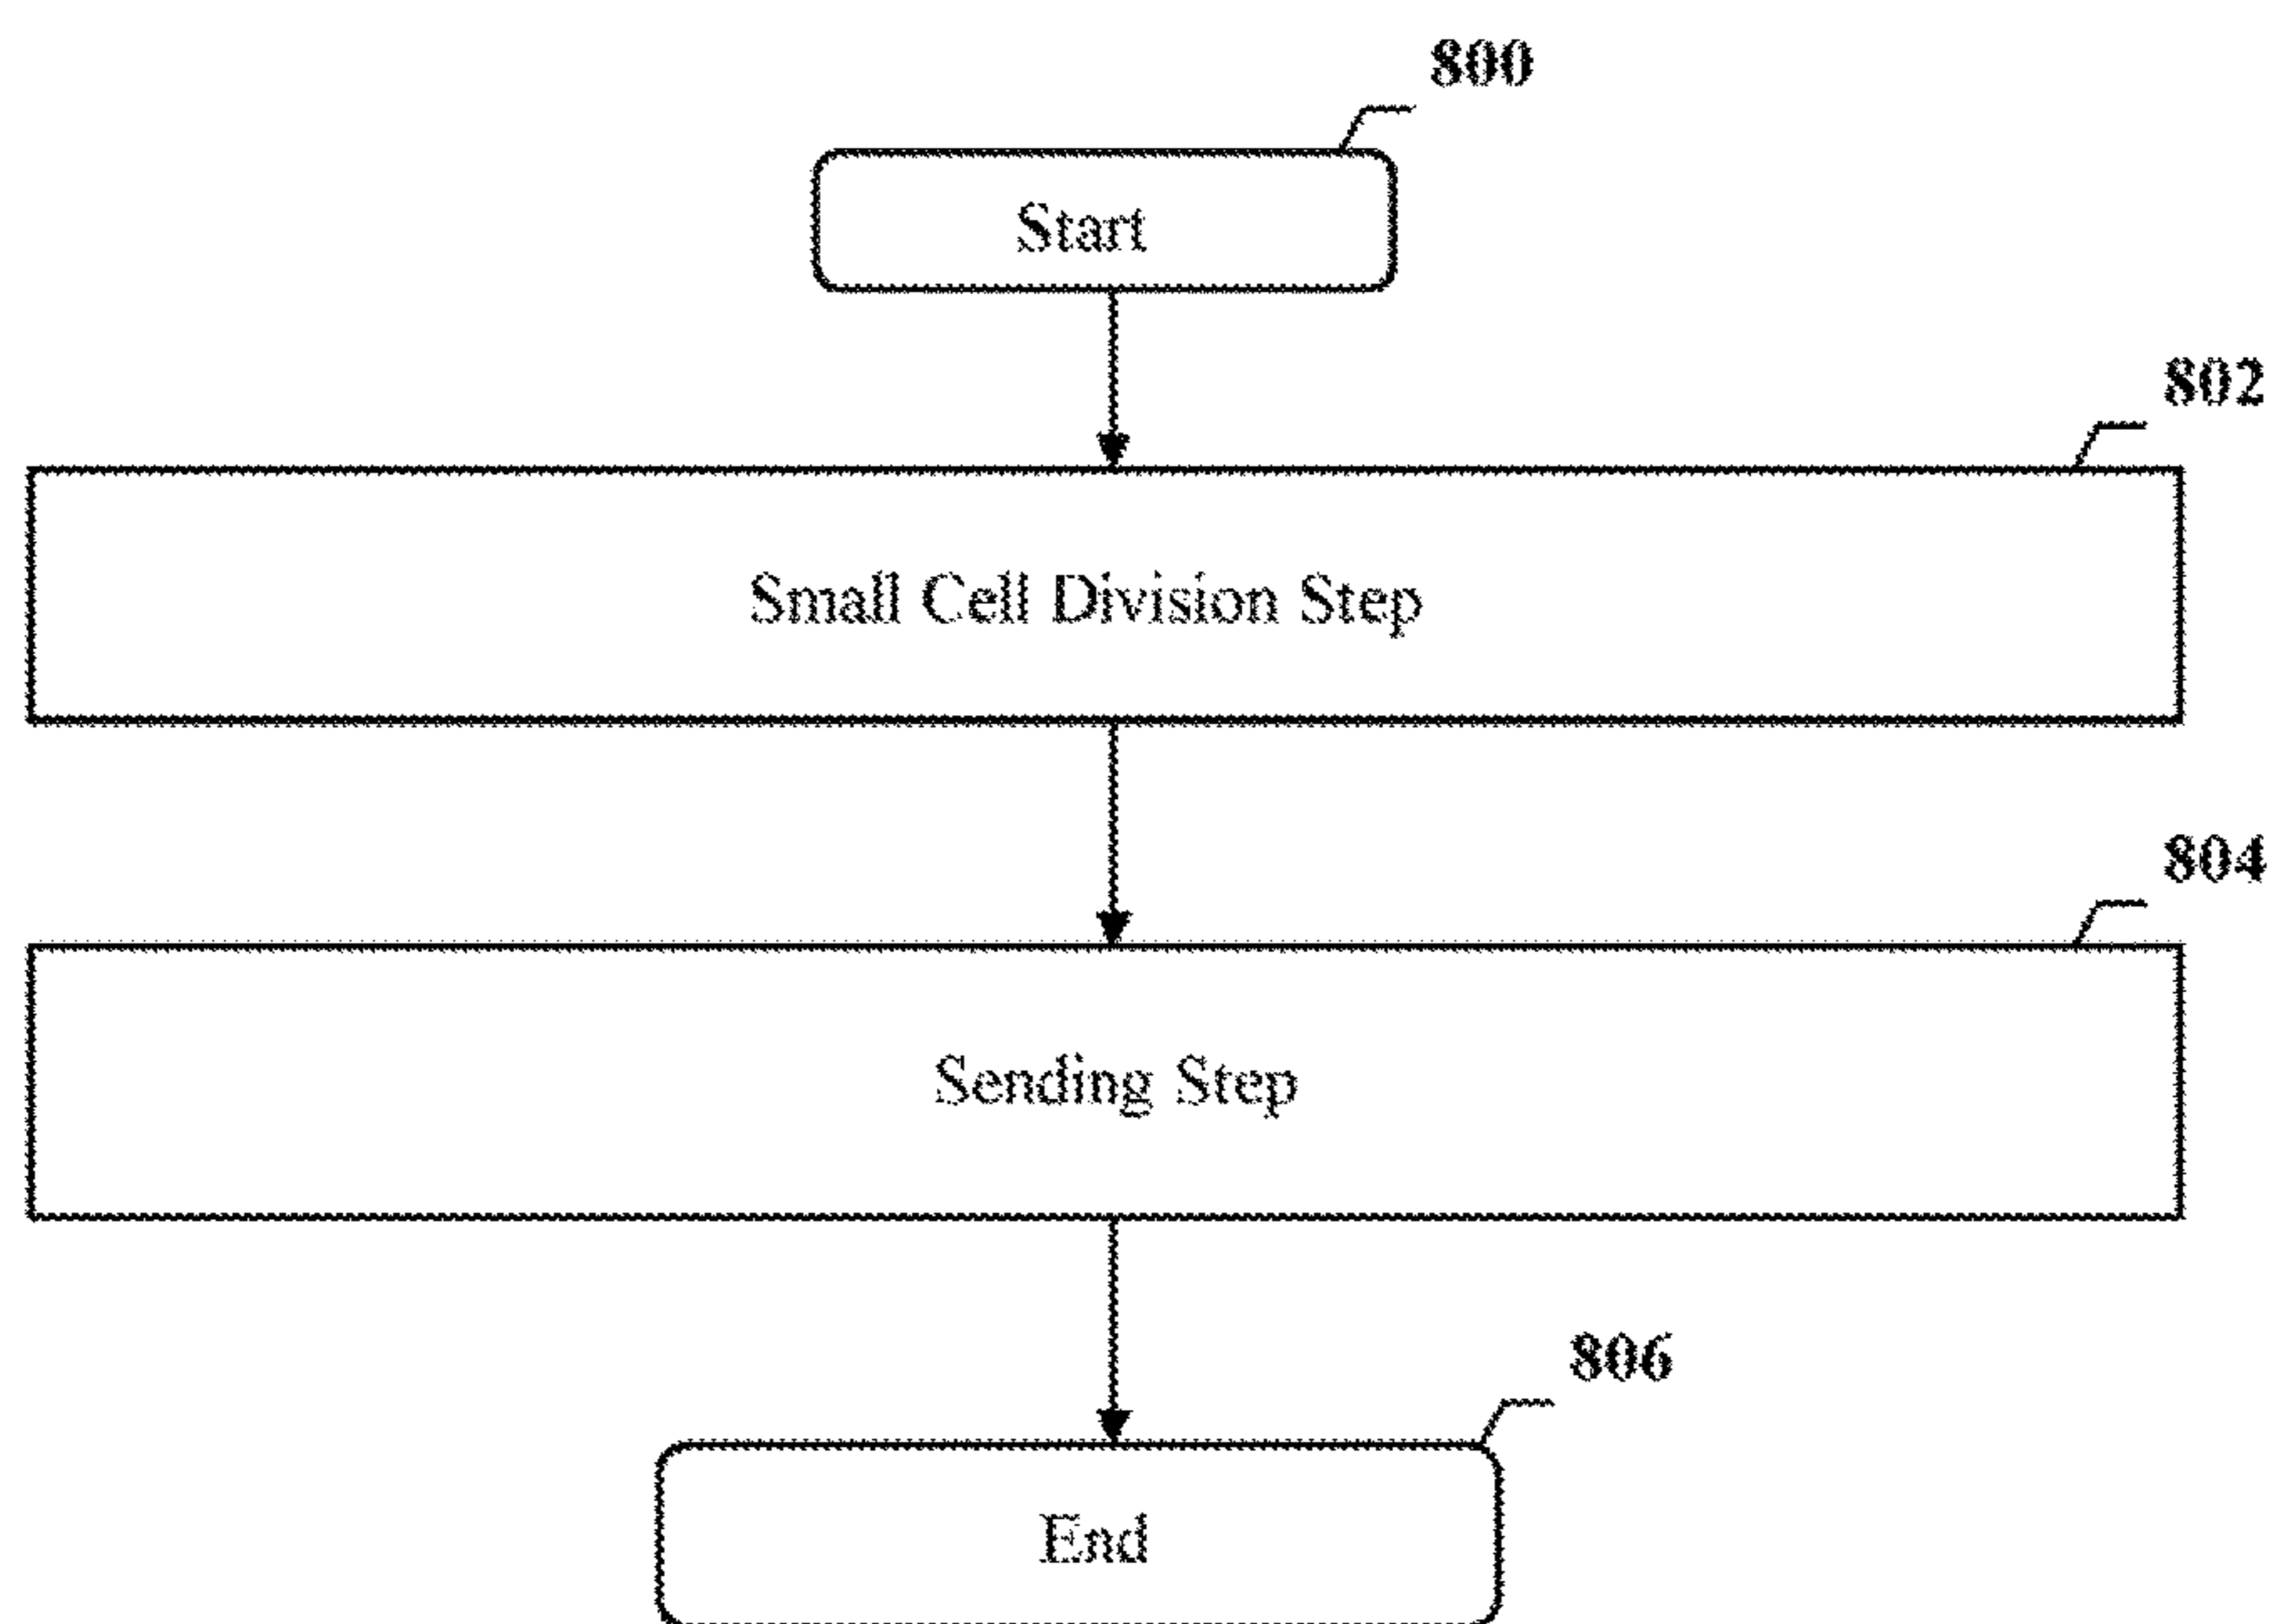 800
Start
802
Small Cell Division Step
804
Sending Step
806
End